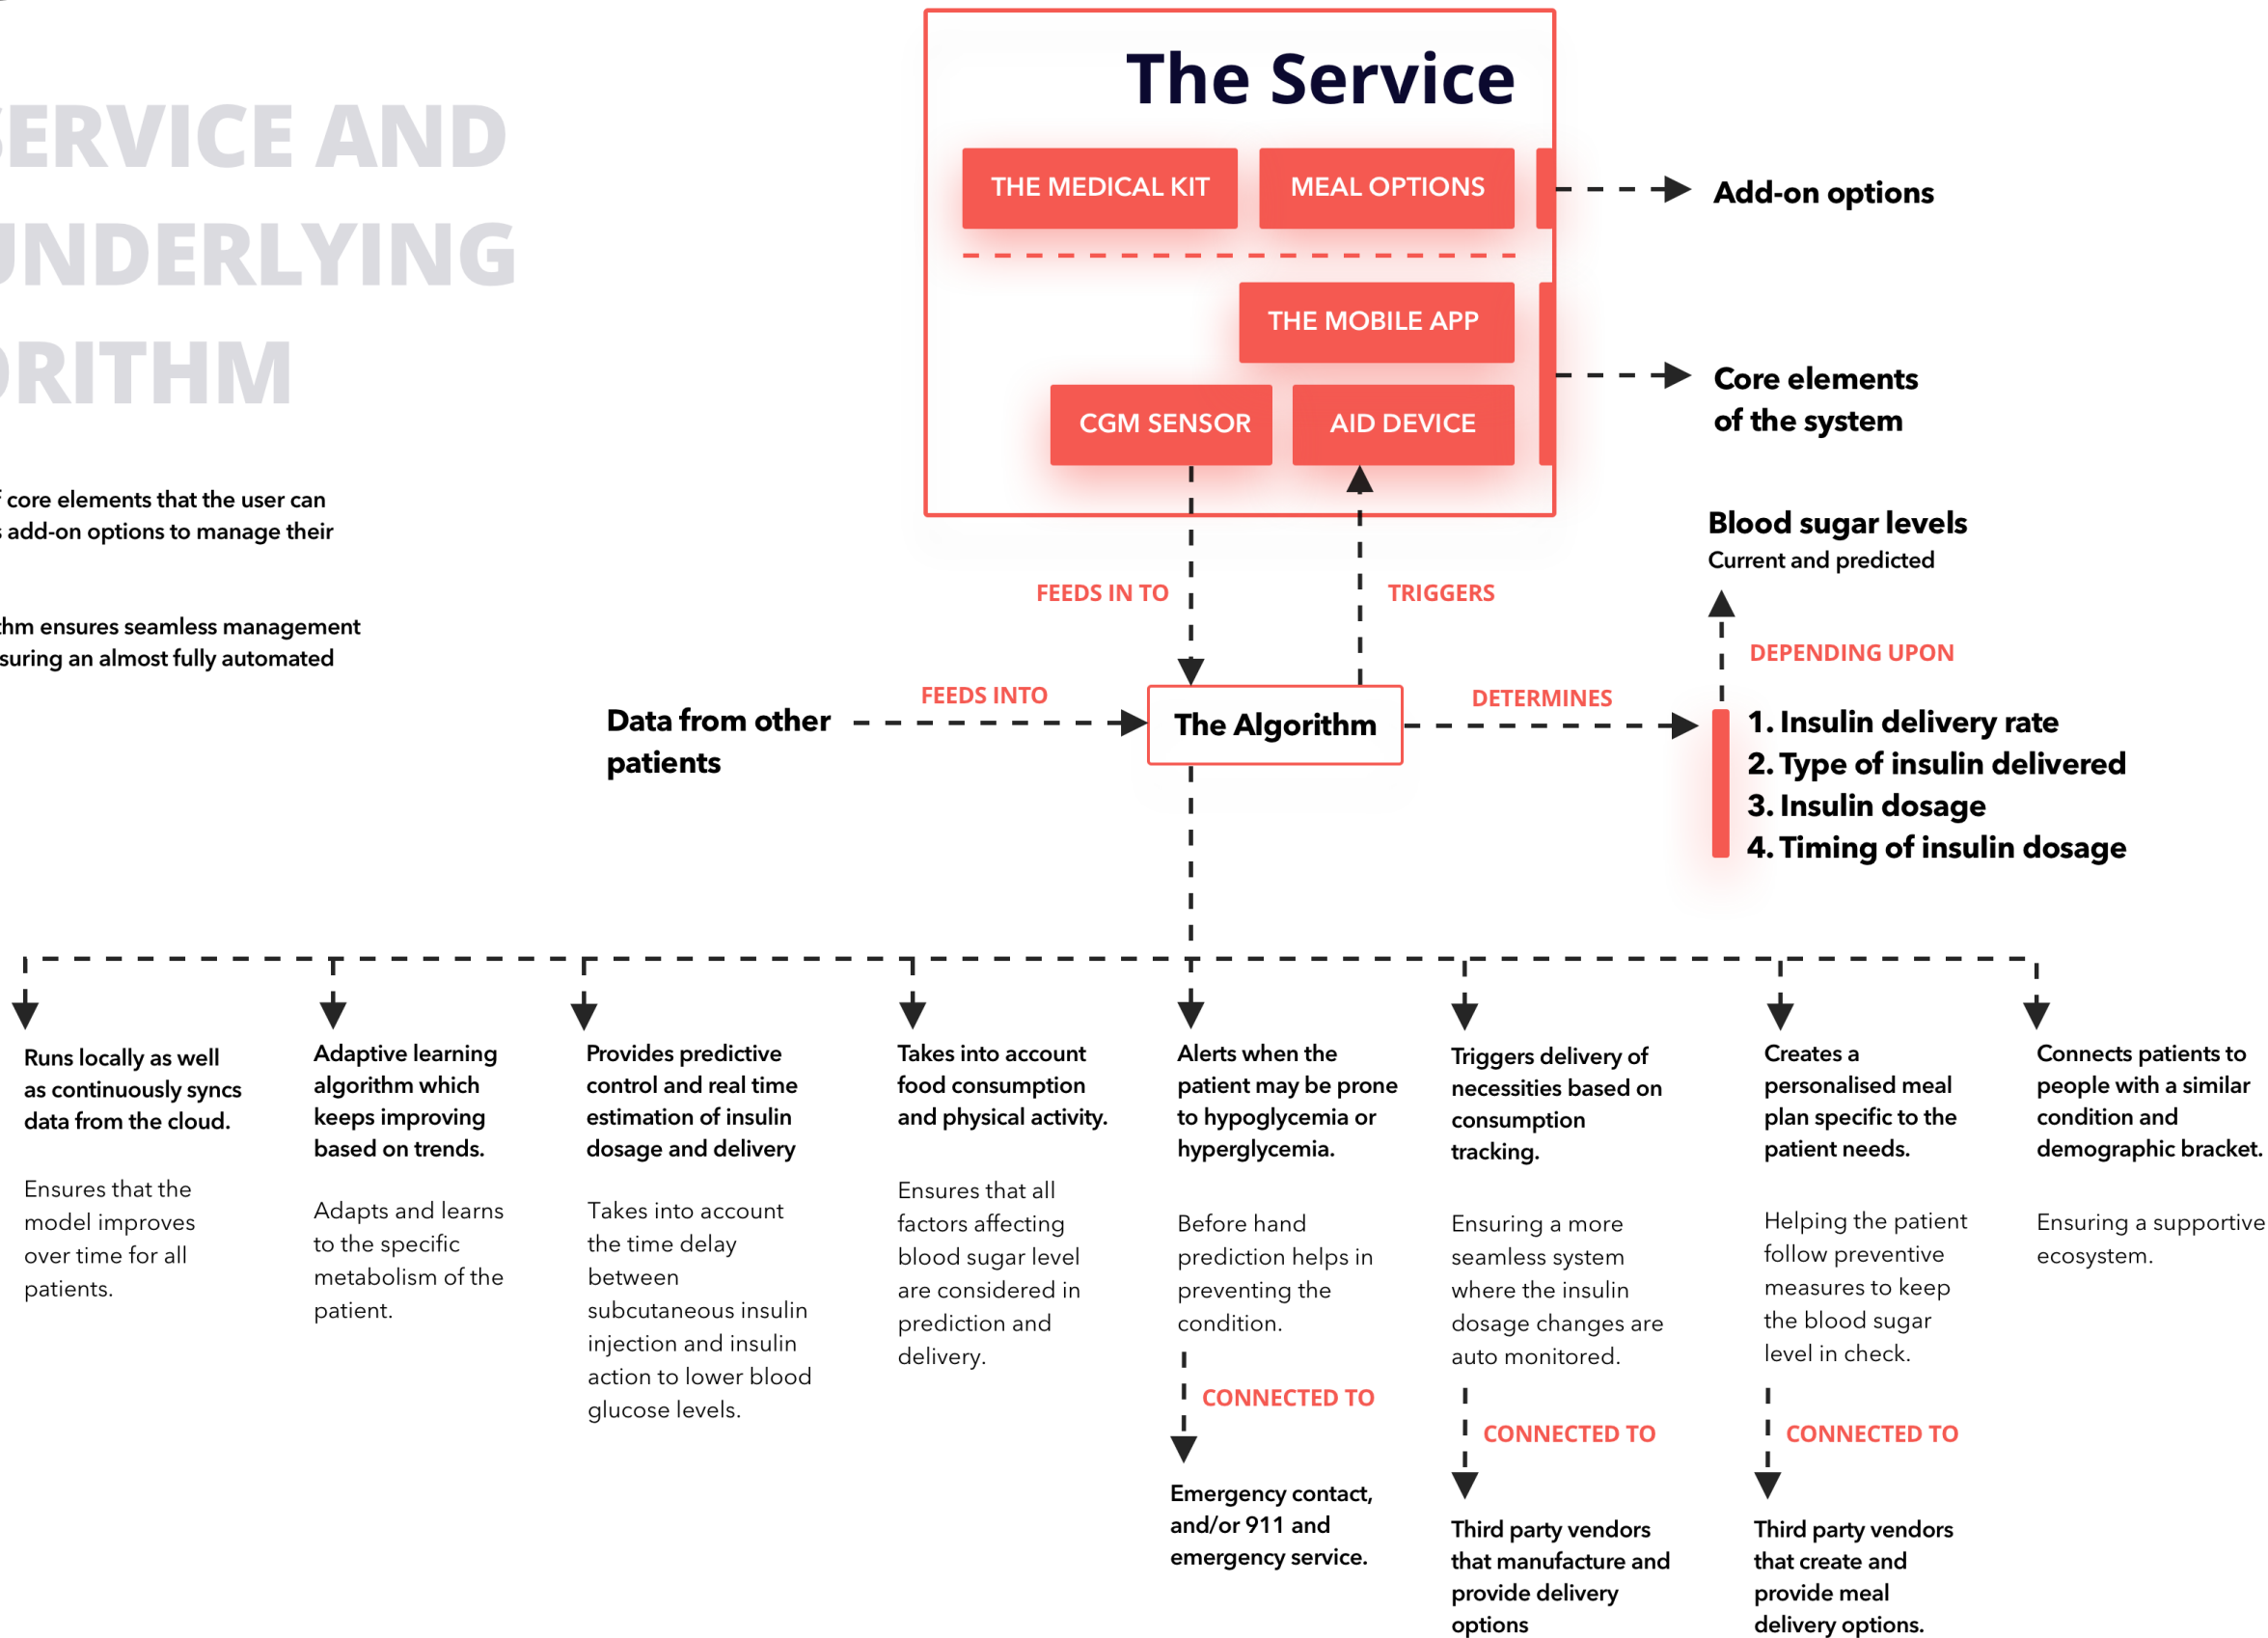 SERVICE AND
UNDERLYING
ORITHM
core elements that the user can
add-on options to manage their
thm ensures seamless management
suring an almost fully automated
The Service
THE MEDICAL KIT
MEAL OPTIONS
Add-on options
THE MOBILE APP
CGM SENSOR
AID DEVICE
Core elements
of the system
Blood sugar levels
Current and predicted
FEEDS IN TO
TRIGGERS
DEPENDING UPON
Data from other
patients
FEEDS INTO
The Algorithm
DETERMINES
1. Insulin delivery rate
2. Type of insulin delivered
3. Insulin dosage
4. Timing of insulin dosage
Runs locally as well
as continuously syncs
data from the cloud.
Ensures that the
model improves
over time for all
patients.
Adaptive learning
algorithm which
keeps improving
based on trends.
Adapts and learns
to the specific
metabolism of the
patient.
Provides predictive
control and real time
estimation of insulin
dosage and delivery
Takes into account
the time delay
between
subcutaneous insulin
injection and insulin
action to lower blood
glucose levels.
Takes into account
food consumption
and physical activity.
Ensures that all
factors affecting
blood sugar level
are considered in
prediction and
delivery.
Alerts when the
patient may be prone
to hypoglycemia or
hyperglycemia.
Before hand
prediction helps in
preventing the
condition.
CONNECTED TO
Emergency contact,
and/or 911 and
emergency service.
Triggers delivery of
necessities based on
consumption
tracking.
Ensuring a more
seamless system
where the insulin
dosage changes are
auto monitored.
CONNECTED TO
Third party vendors
that manufacture and
provide delivery
options
Creates a
personalised meal
plan specific to the
patient needs.
Helping the patient
follow preventive
measures to keep
the blood sugar
level in check.
CONNECTED TO
Third party vendors
that create and
provide meal
delivery options.
Connects patients to
people with a similar
condition and
demographic bracket.
Ensuring a supportive
ecosystem.